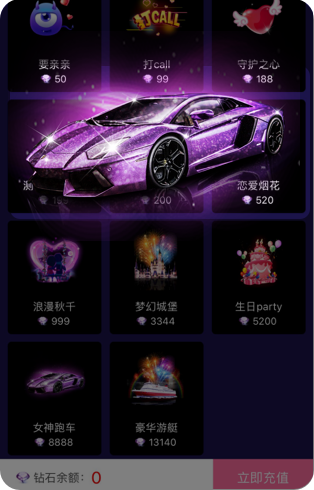 打CALL
要亲亲
打call
守护之心
50
99
188
恋爱烟花
200
520
浪漫秋千
梦幻城堡
生日party
999
3344
5200
女神跑车
豪华游艇
8888
13140
钻石余额：0
立即充值